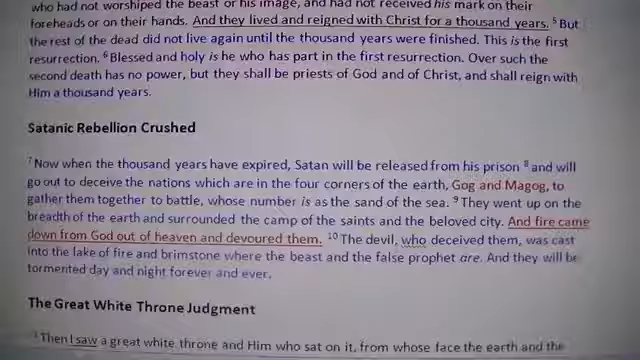 who had not worshiped the beast or his image, and had not received his mark on their
foreheads or on their hands. And they lived and reigned with Christ for a thousand years. 5 But
the rest of the dead did not live again until the thousand years were finished. This is the first
resurrection. 6 Blessed and holy is he who has part in the first resurrection. Over such the
second death has no power, but they shall be priests of God and of Christ, and shall reign with
Him a thousand years.
Satanic Rebellion Crushed
7 Now when the thousand years have expired, Satan will be released from his prison 8 and will
go out to deceive the nations which are in the four corners of the earth, Gog and Magog, to
gather them together to battle, whose number is as the sand of the sea. 9 They went up on the
breadth of the earth and surrounded the camp of the saints and the beloved city. And fire came
down from God out of heaven and devoured them. 10 The devil, who deceived them, was cast
into the lake of fire and brimstone where the beast and the false prophet are. And they will be
tormented day and night forever and ever.
The Great White Throne Judgment
Then I saw a great white throne and Him who sat on it, from whose face the earth and the